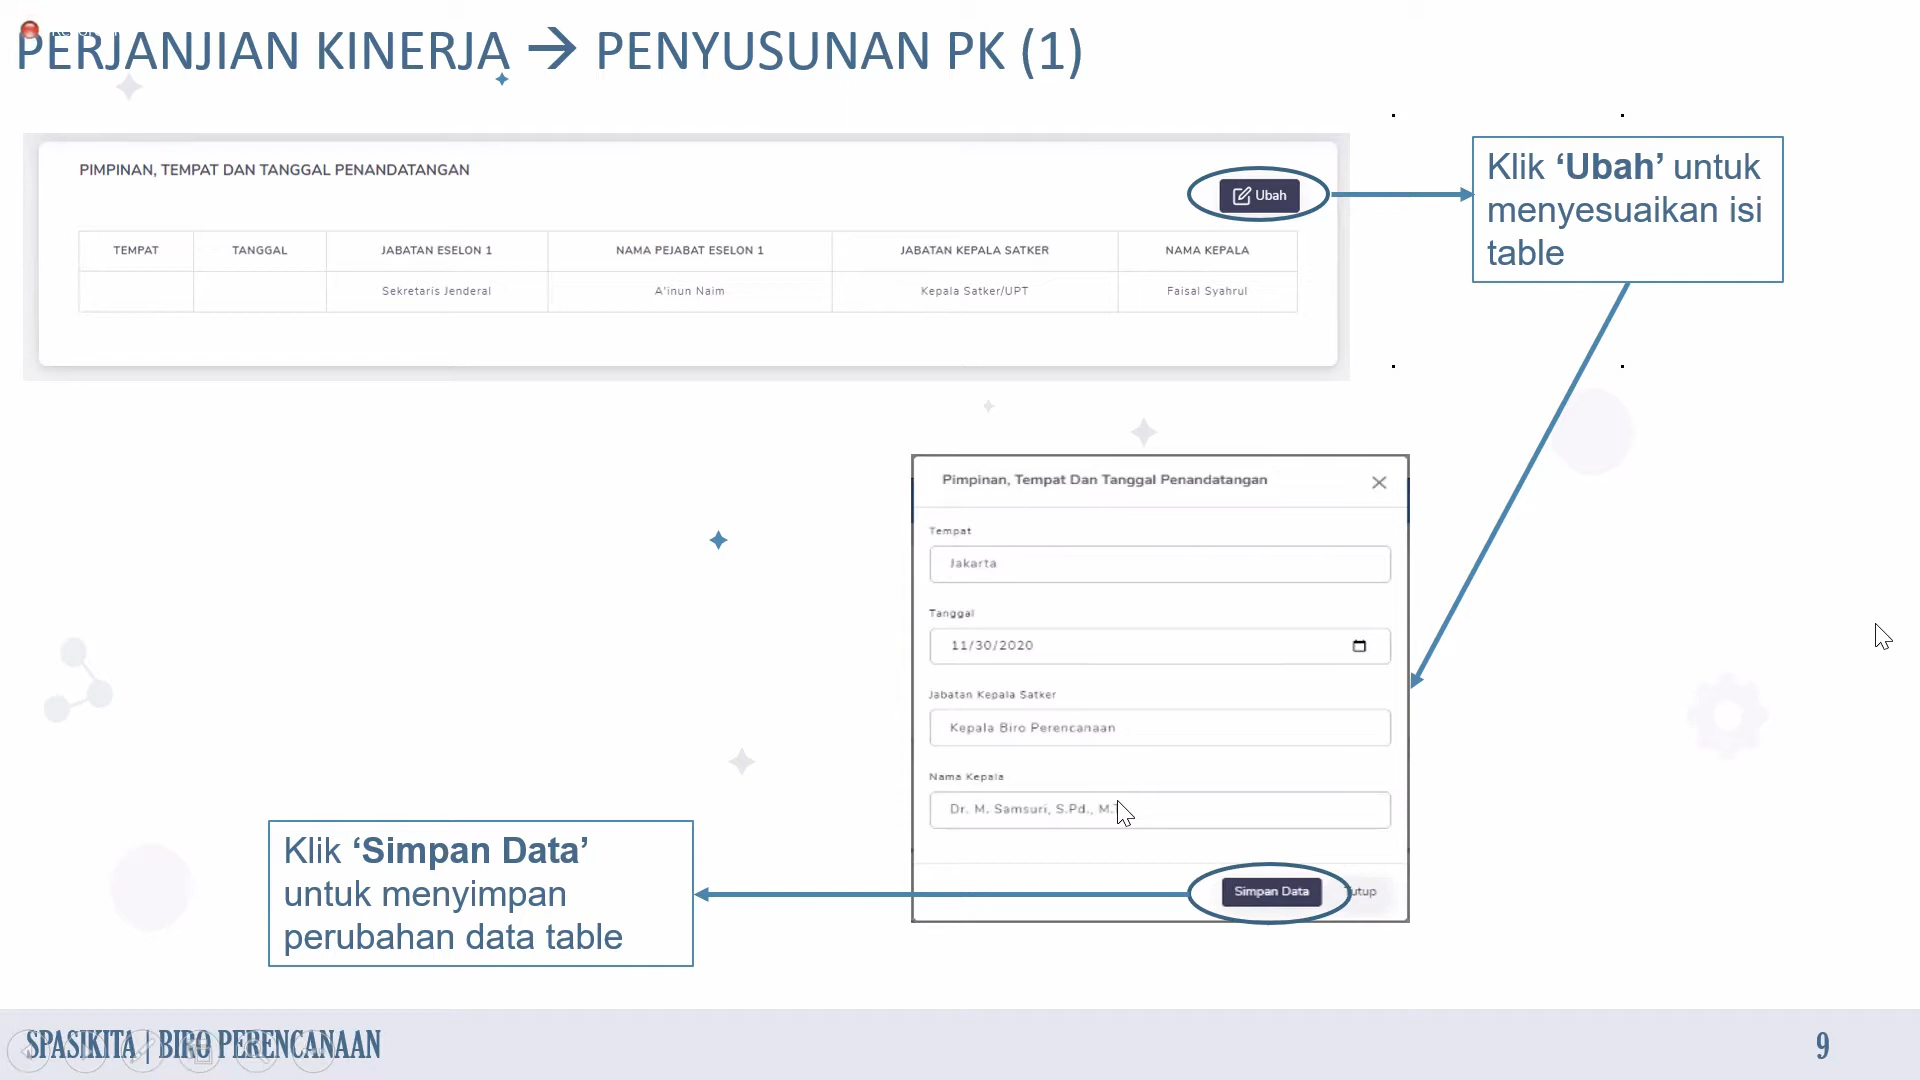 PERJANJIAN KINERJA → PENYUSUNAN PK (1)
PIMPINAN, TEMPAT DAN TANGGAL PENANDATANGAN
Ubah
TEMPAT TANGGAL JABATAN ESELON 1 NAMA PEJABAT ESELON 1 JABATAN KEPALA SATKER NAMA KEPALA
Sekretaris Jenderal A'inun Naim Kepala Satker/UPT Faisal Syahrul
Klik ‘Ubah’ untuk
menyesuaikan isi
table
Pimpinan, Tempat Dan Tanggal Penandatangan
Tempat
Jakarta
Tanggal
11/30/2020
Jabatan Kepala Satker
Kepala Biro Perencanaan
Nama Kepala
Dr. M. Samsuri, S.Pd.,
Simpan Data Tutup
Klik ‘Simpan Data’
untuk menyimpan
perubahan data table
SPASIKITA | BIRO PERENCANAAN
9